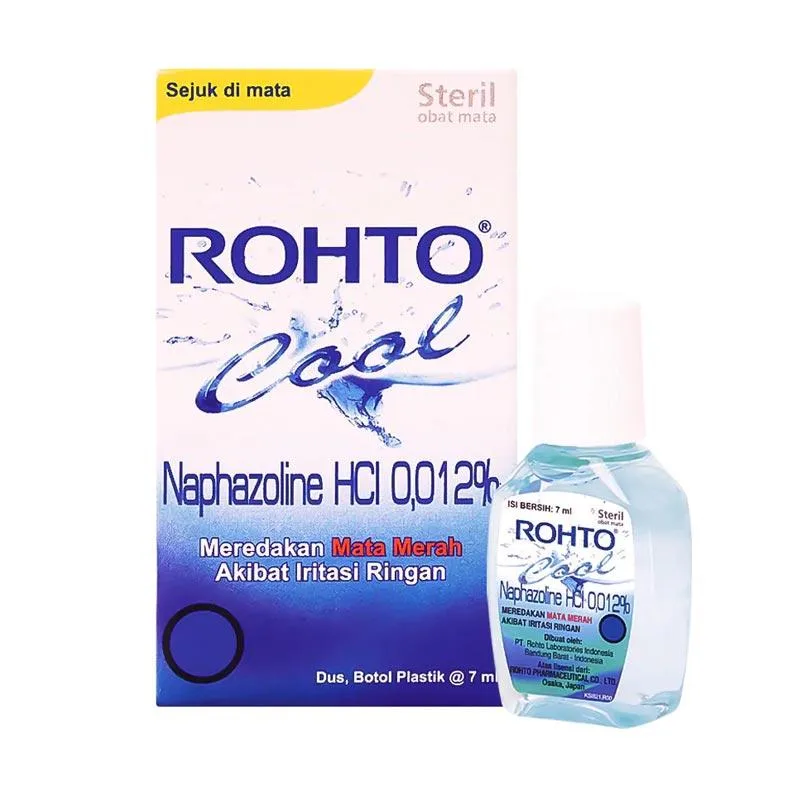 Sejuk di mata
Steril
obat mata
ROHTO®
Cool
Naphazoline HCl 0,012%
Meredakan Mata Merah
Akibat Iritasi Ringan
Dus, Botol Plastik @ 7 ml
ISI BERSIH: 7 ml
Steril
obat mata
ROHTO
Cool
Naphazoline HCl 0,012%
MEREDAKAN MATA MERAH
AKIBAT IRITASI RINGAN
Dibuat oleh:
PT. Rohto Laboratories Indonesia
Bandung Barat - Indonesia
Atas lisensi dari:
ROHTO PHARMACEUTICAL CO., LTD.
Osaka, Japan
KSI821.R00